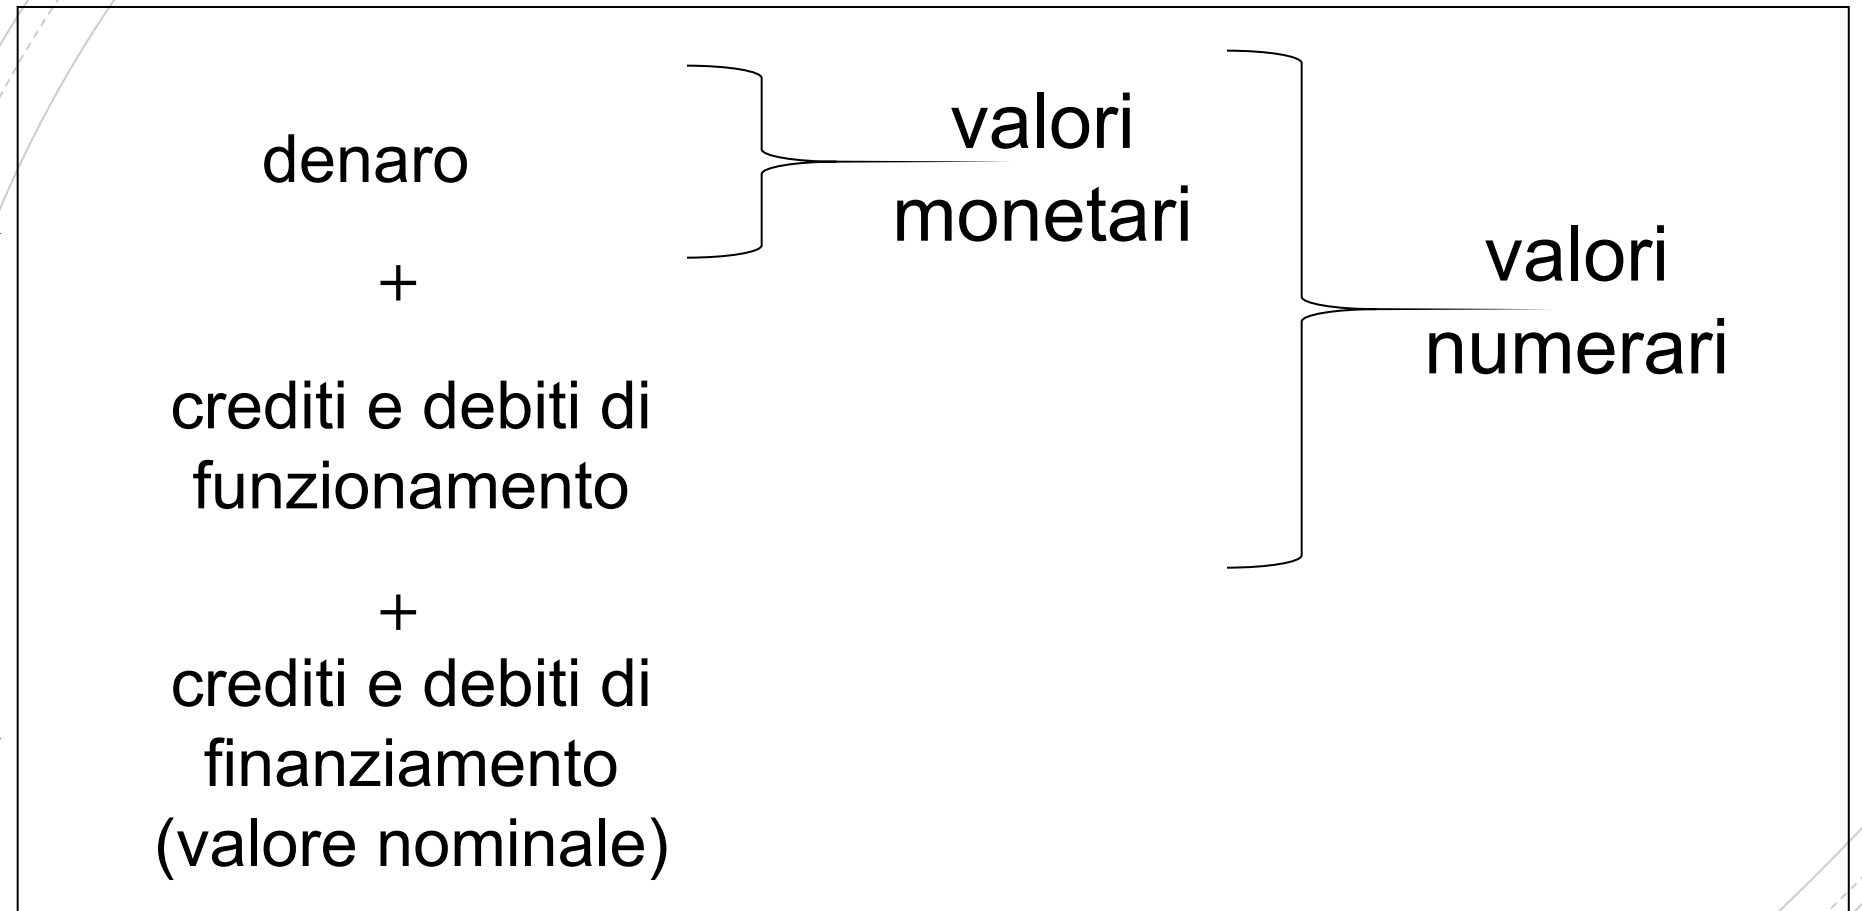 denaro
+
crediti e debiti di
funzionamento
+
crediti e debiti di
finanziamento
(valore nominale)
valori
monetari
valori
numerari